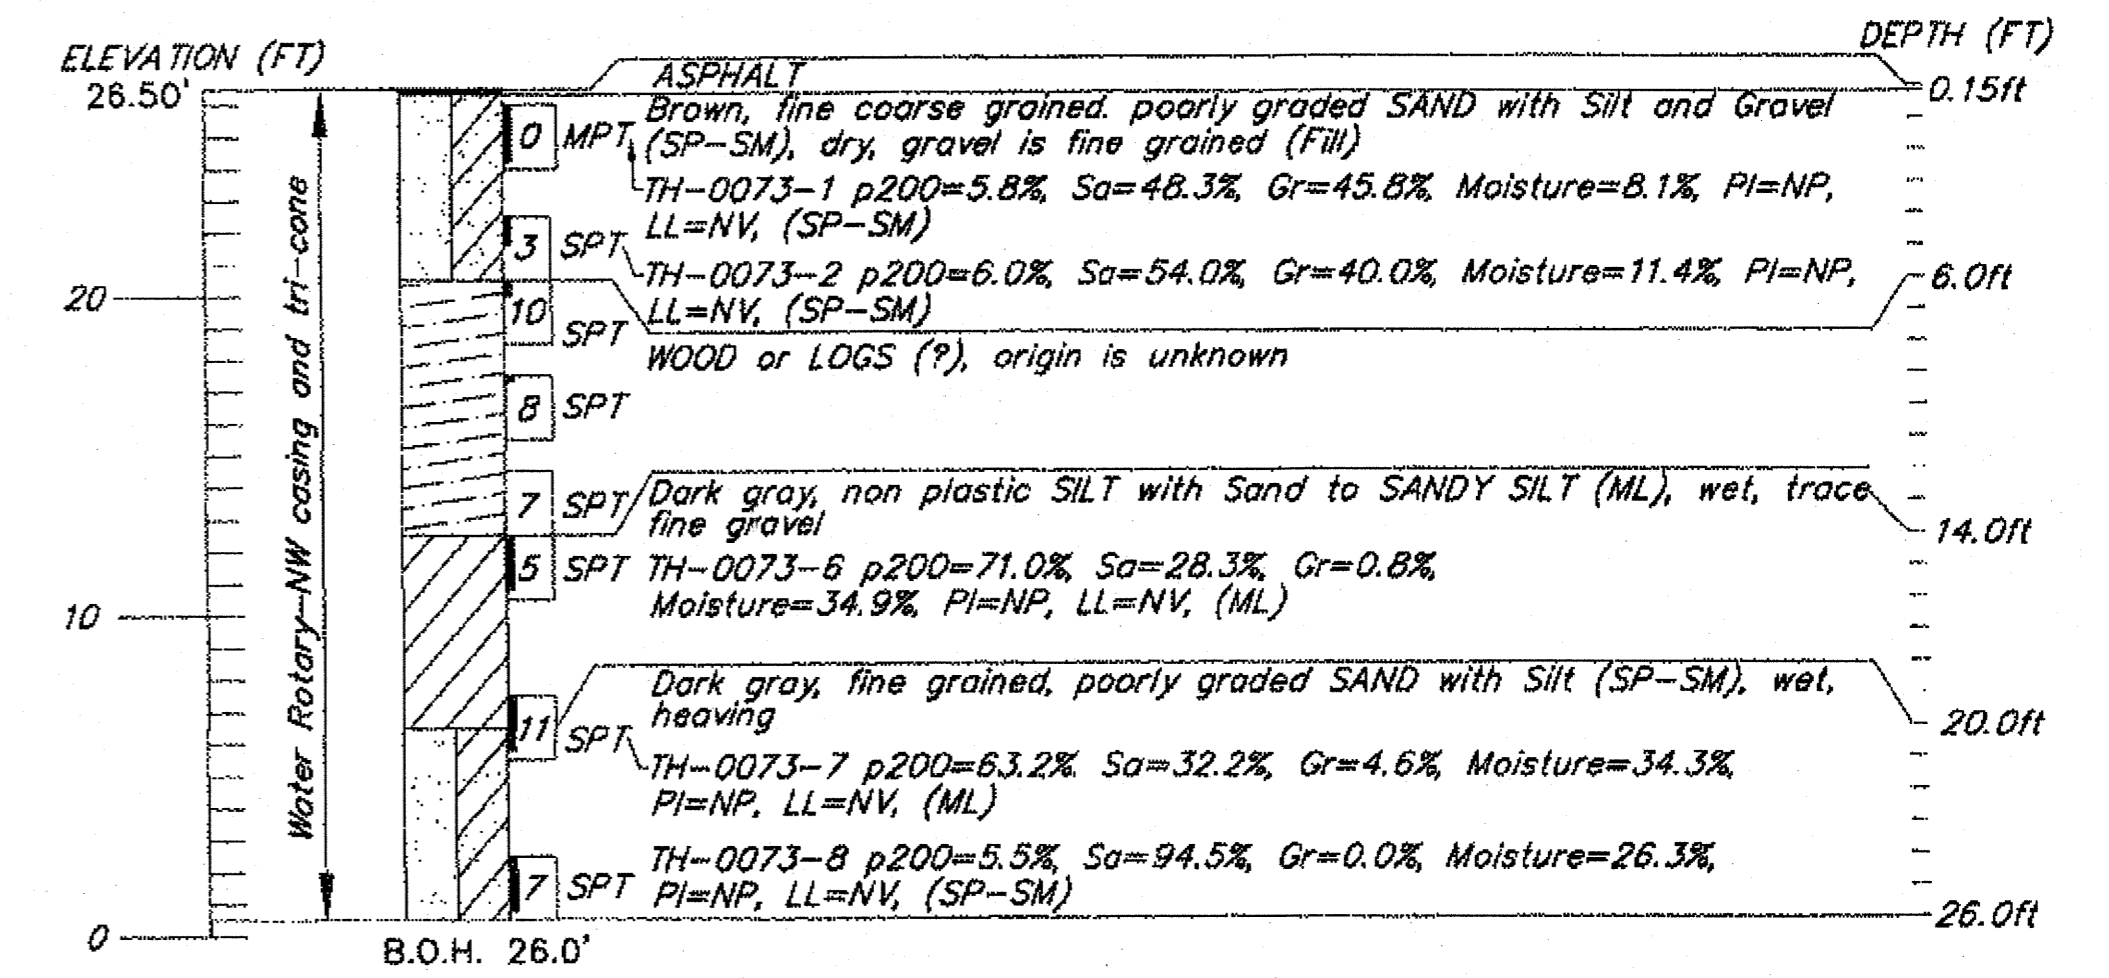 ELEVATION (FT)
DEPTH (FT)
26.50'
ASPHALT
0.15ft
Brown, fine coarse grained. poorly graded SAND with Silt and Gravel
(SP-SM), dry, gravel is fine grained (Fill)
0 MPT
TH-0073-1 p200=5.8%, Sa=48.3%, Gr=45.8%, Moisture=8.1%, PI=NP,
LL=NV, (SP-SM)
3 SPT
TH-0073-2 p200=6.0%, Sa=54.0%, Gr=40.0%, Moisture=11.4%, PI=NP,
LL=NV, (SP-SM)
6.0ft
20
10 SPT
WOOD or LOGS (?), origin is unknown
8 SPT
7 SPT
Dark gray, non plastic SILT with Sand to SANDY SILT (ML), wet, trace
fine gravel
14.0ft
5 SPT
TH-0073-6 p200=71.0%, Sa=28.3%, Gr=0.8%,
Moisture=34.9%, PI=NP, LL=NV, (ML)
10
Dark gray, fine grained, poorly graded SAND with Silt (SP-SM), wet,
heaving
20.0ft
11 SPT
TH-0073-7 p200=63.2%. Sa=32.2%, Gr=4.6%, Moisture=34.3%,
PI=NP, LL=NV, (ML)
TH-0073-8 p200=5.5%, Sa=94.5%, Gr=0.0%, Moisture=26.3%,
PI=NP, LL=NV, (SP-SM)
7 SPT
26.0ft
0
B.O.H. 26.0'
Water Rotary-NW casing and tri-cone